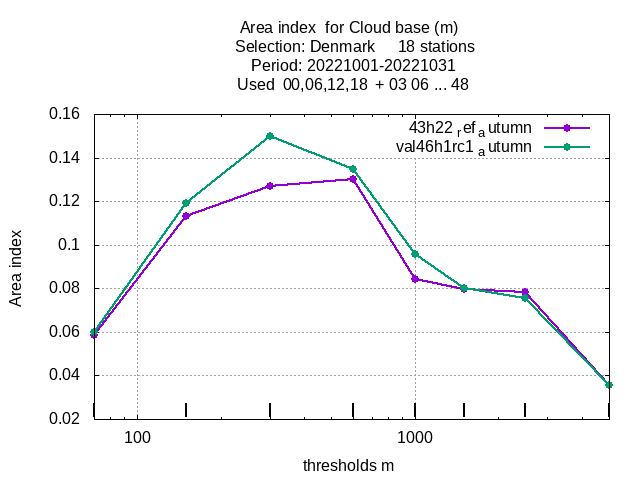 Area index  for Cloud base (m)
Selection: Denmark     18 stations
Period: 20221001-20221031
Used  00,06,12,18  + 03 06 ... 48
43h22 ref a utumn
val46h1rc1 a utumn
0.16
0.14
0.12
0.1
0.08
0.06
0.04
0.02
Area index
100
1000
thresholds m